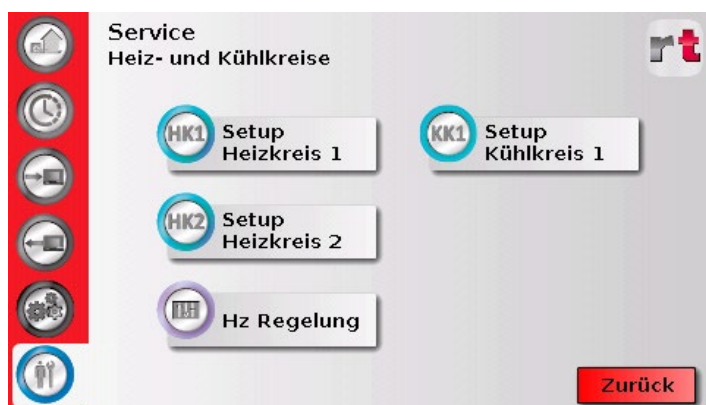 Service
Heiz- und Kühlkreise
rt
HK1
Setup
Heizkreis 1
KK1
Setup
Kühlkreis 1
HK2
Setup
Heizkreis 2
Hz Regelung
Zurück